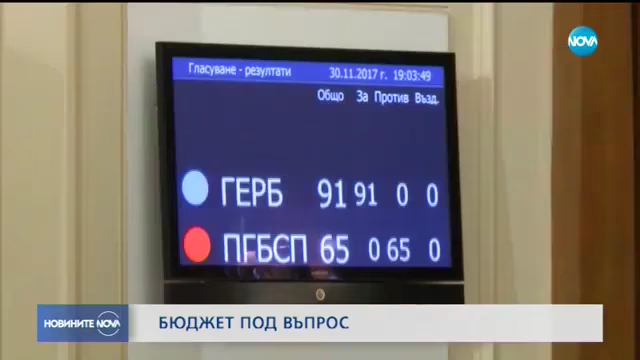 NOVA
Гласуване - резултати 30.11.2017 г. 19:03:49
Общо За Против Възд.
ГЕРБ 91 91 0 0
ПГБСП 65 0 65 0
НОВИНИТЕ NOVA
БЮДЖЕТ ПОД ВЪПРОС